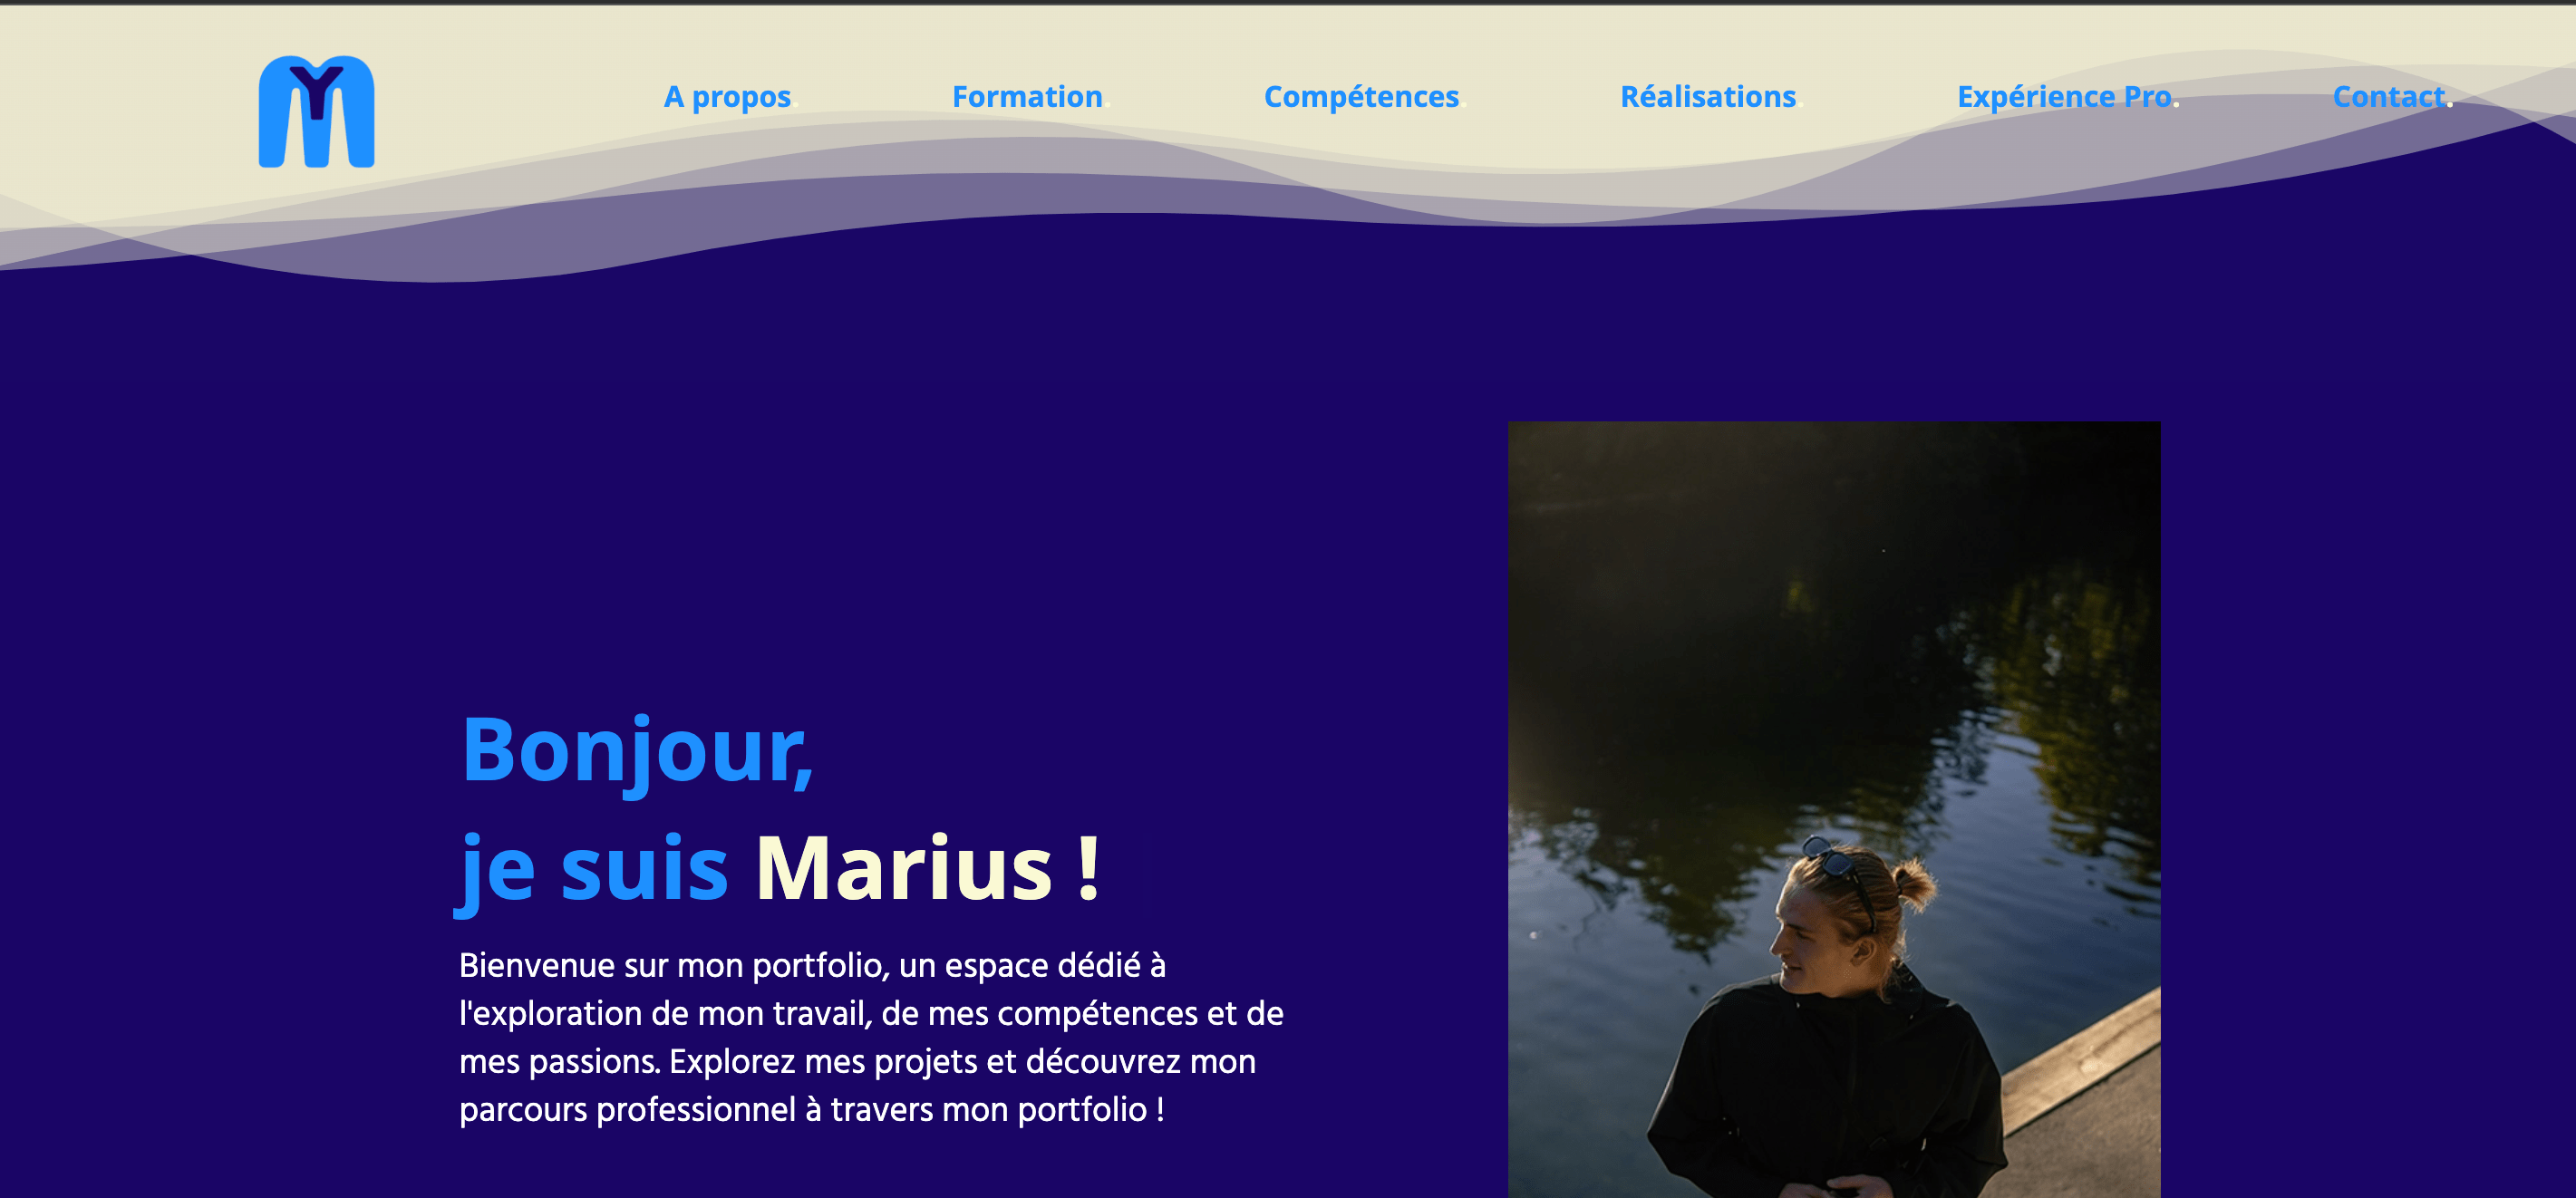 MY
A propos.
Formation.
Compétences.
Réalisations.
Expérience Pro.
Contact.
Bonjour,
je suis Marius !
Bienvenue sur mon portfolio, un espace dédié à
l'exploration de mon travail, de mes compétences et de
mes passions. Explorez mes projets et découvrez mon
parcours professionnel à travers mon portfolio !